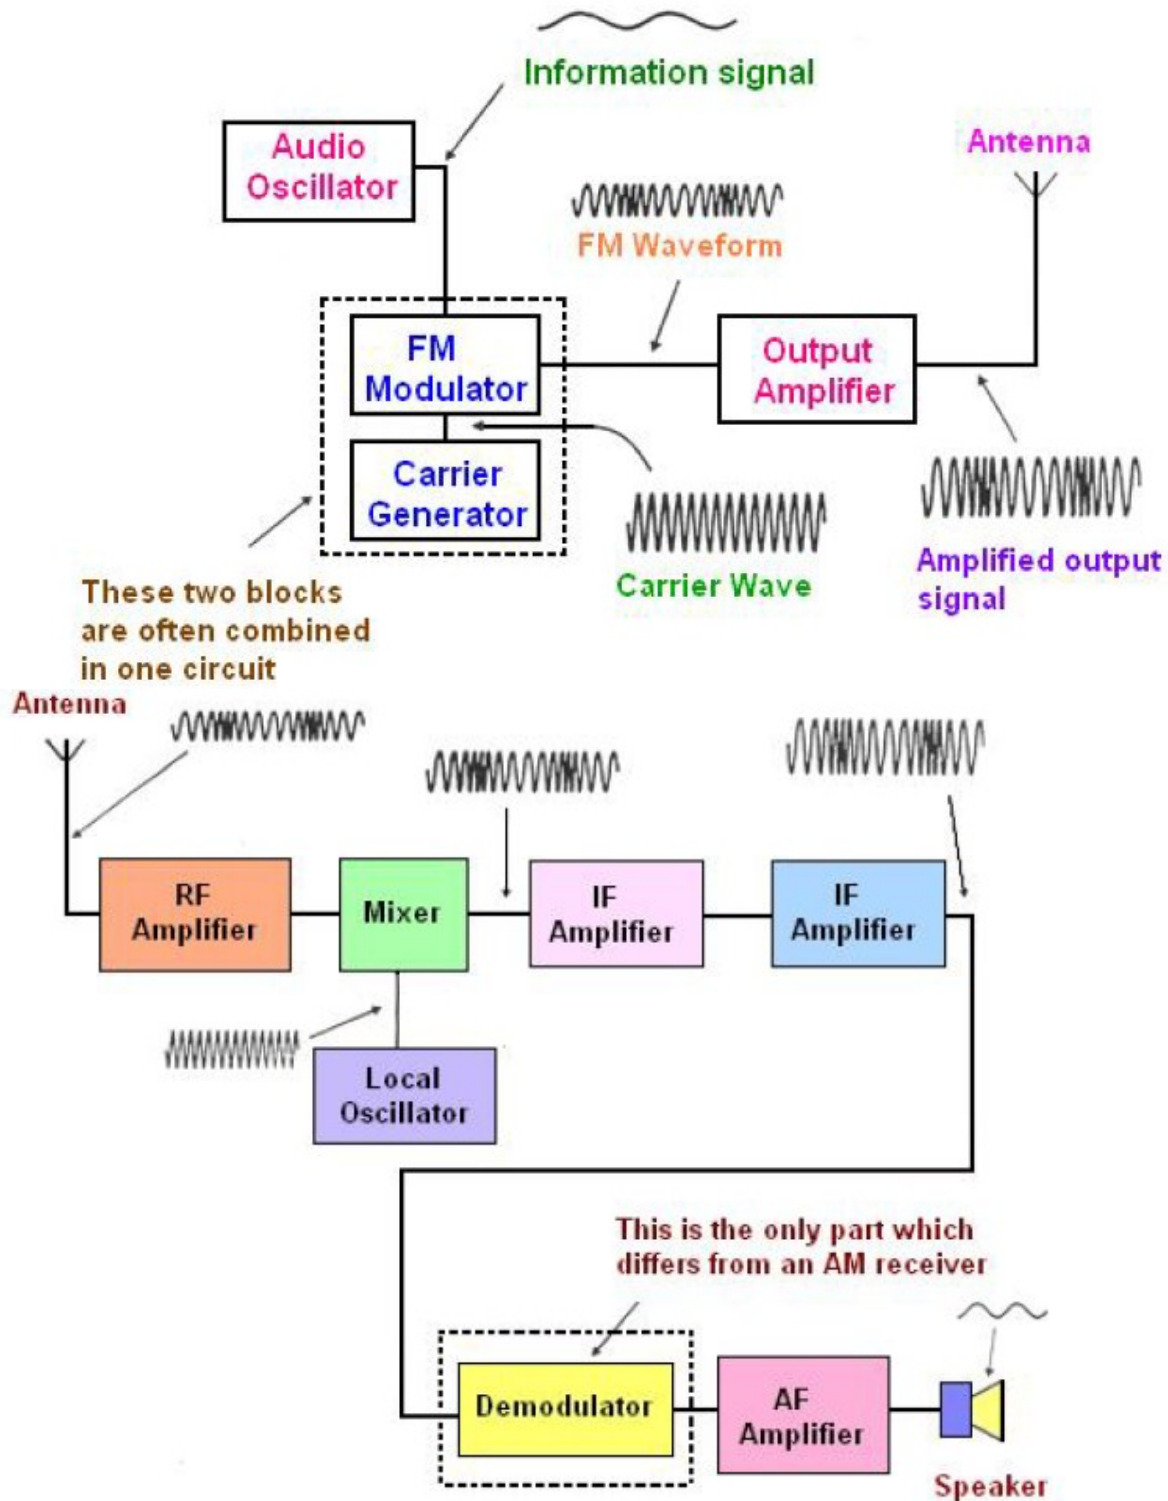 Information signal
Audio
Oscillator
Antenna
FM Waveform
FM
Modulator
Output
Amplifier
Carrier
Generator
Carrier Wave
Amplified output
signal
These two blocks
are often combined
in one circuit
Antenna
RF
Amplifier
Mixer
IF
Amplifier
IF
Amplifier
Local
Oscillator
This is the only part which
differs from an AM receiver
Demodulator
AF
Amplifier
Speaker